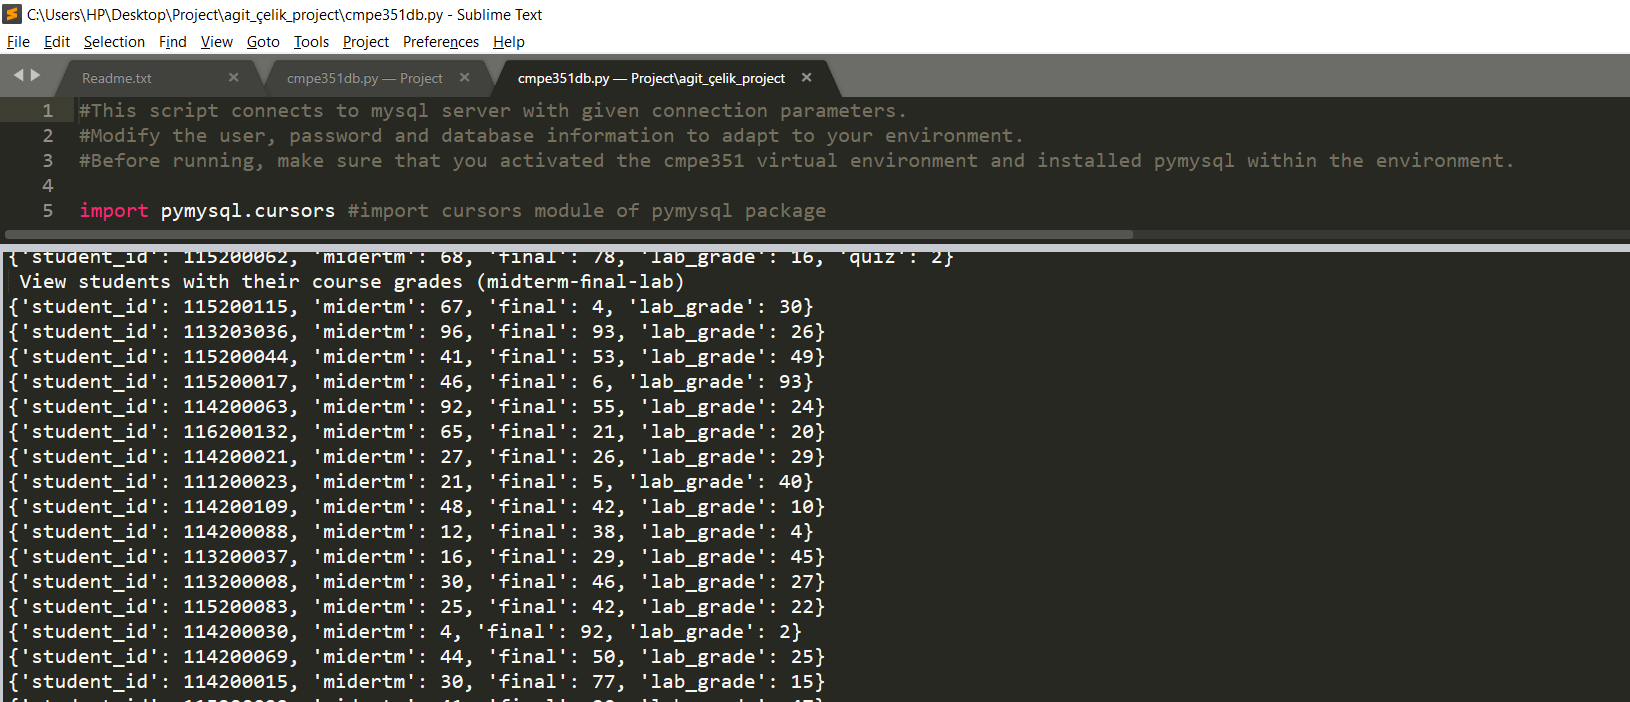 C:\Users\HP\Desktop\Project\agit_çelik_project\cmpe351db.py - Sublime Text
File Edit Selection Find View Goto Tools Project Preferences Help
Readme.txt × cmpe351db.py — Project × cmpe351db.py — Project\agit_çelik_project ×
1 #This script connects to mysql server with given connection parameters.
2 #Modify the user, password and database information to adapt to your environment.
3 #Before running, make sure that you activated the cmpe351 virtual environment and installed pymysql within the environment.
4
5 import pymysql.cursors #import cursors module of pymysql package
{'student_id': 115200062, 'midertm': 68, 'final': 78, 'lab_grade': 16, 'quiz': 2}
View students with their course grades (midterm-final-lab)
{'student_id': 115200115, 'midertm': 67, 'final': 4, 'lab_grade': 30}
{'student_id': 113203036, 'midertm': 96, 'final': 93, 'lab_grade': 26}
{'student_id': 115200044, 'midertm': 41, 'final': 53, 'lab_grade': 49}
{'student_id': 115200017, 'midertm': 46, 'final': 6, 'lab_grade': 93}
{'student_id': 114200063, 'midertm': 92, 'final': 55, 'lab_grade': 24}
{'student_id': 116200132, 'midertm': 65, 'final': 21, 'lab_grade': 20}
{'student_id': 114200021, 'midertm': 27, 'final': 26, 'lab_grade': 29}
{'student_id': 111200023, 'midertm': 21, 'final': 5, 'lab_grade': 40}
{'student_id': 114200109, 'midertm': 48, 'final': 42, 'lab_grade': 10}
{'student_id': 114200088, 'midertm': 12, 'final': 38, 'lab_grade': 4}
{'student_id': 113200037, 'midertm': 16, 'final': 29, 'lab_grade': 45}
{'student_id': 113200008, 'midertm': 30, 'final': 46, 'lab_grade': 27}
{'student_id': 115200083, 'midertm': 25, 'final': 42, 'lab_grade': 22}
{'student_id': 114200030, 'midertm': 4, 'final': 92, 'lab_grade': 2}
{'student_id': 114200069, 'midertm': 44, 'final': 50, 'lab_grade': 25}
{'student_id': 114200015, 'midertm': 30, 'final': 77, 'lab_grade': 15}